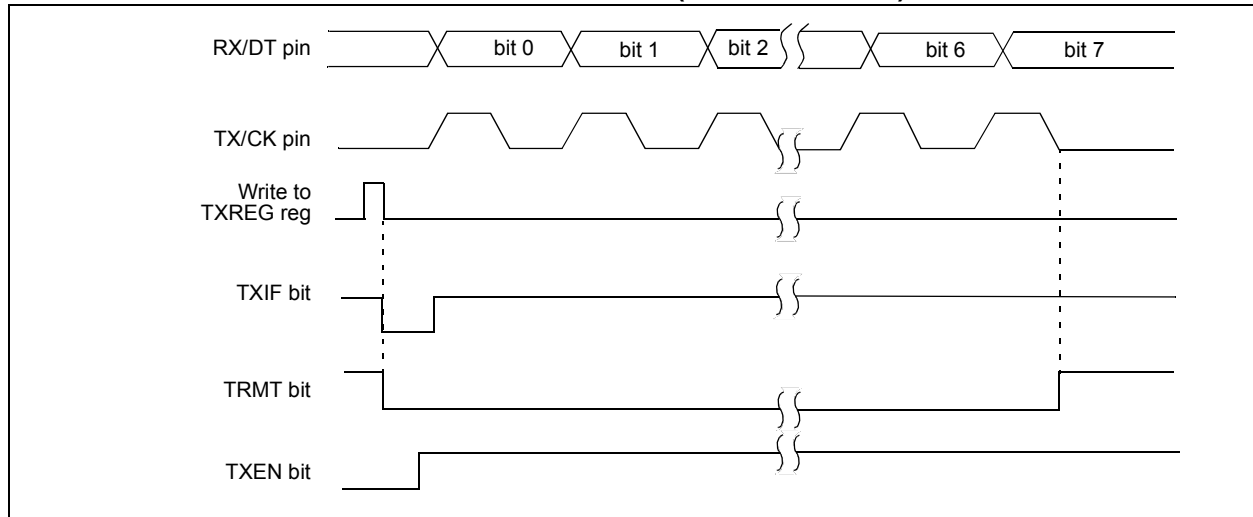 RX/DT pin
bit 0
bit 1
bit 2
bit 6
bit 7
TX/CK pin
Write to
TXREG reg
TXIF bit
TRMT bit
TXEN bit